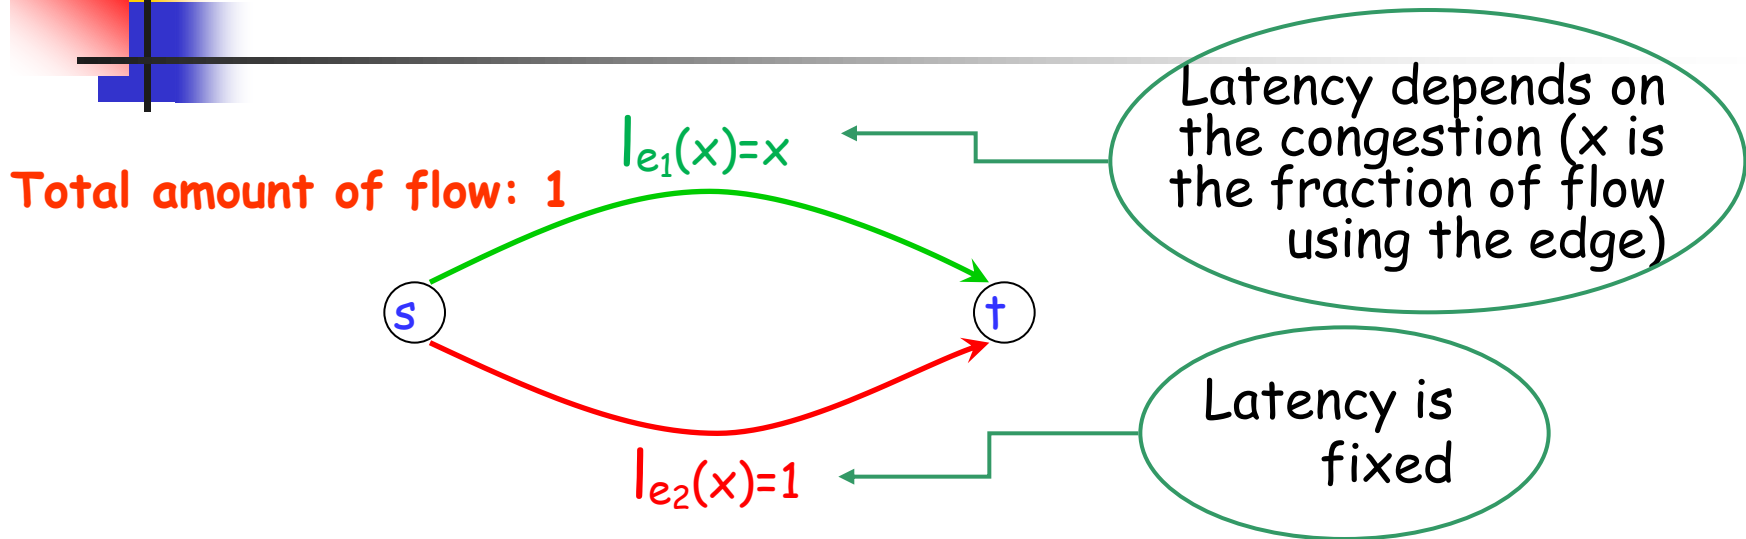 Latency depends on
the congestion (x is
the fraction of flow
using the edge)
lₑ₁(x)=x
Total amount of flow: 1
s
t
Latency is
fixed
lₑ₂(x)=1